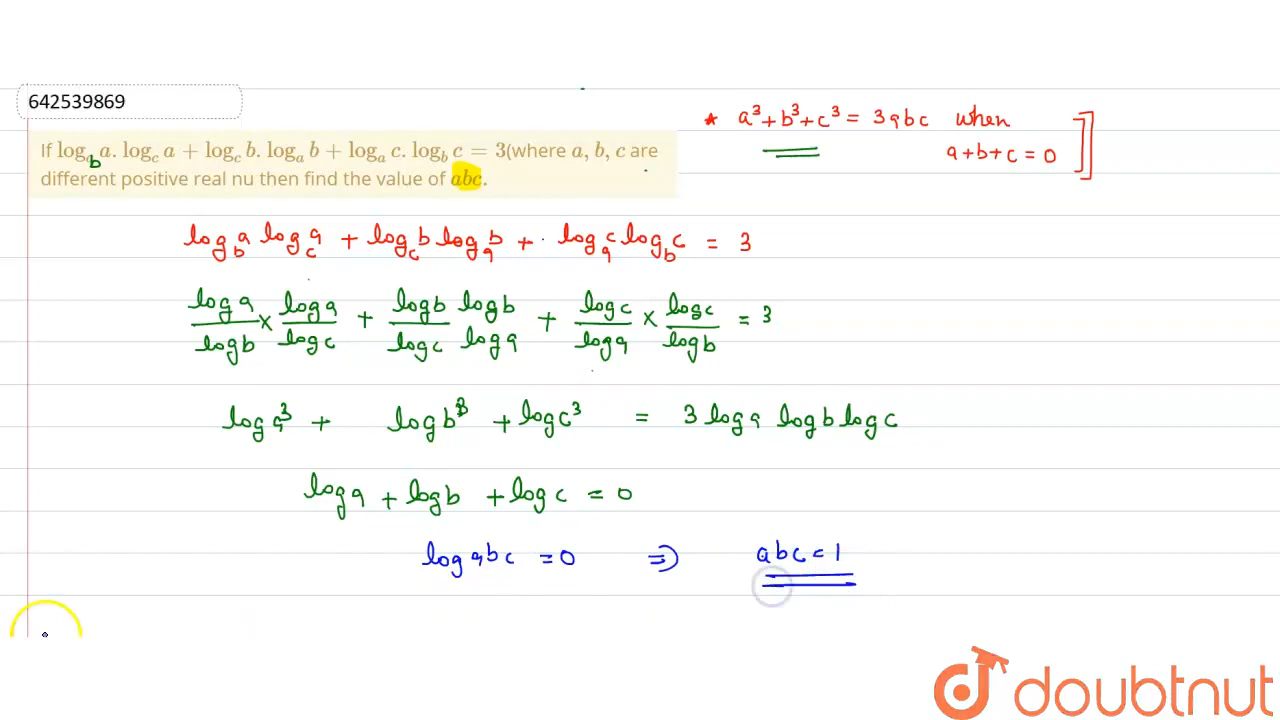 642539869
* a³+b³+c³ = 3abc when
a+b+c = 0
If log_b a. log_c a + log_c b. log_a b + log_a c. log_b c = 3(where a, b, c are
different positive real nu then find the value of abc.
log_b a log_c a + log_c b log_a b + log_a c log_b c = 3
log a / log b × log a / log c + log b / log c log b / log a + log c / log a × log c / log b = 3
log a³ + log b³ + log c³ = 3 log a log b log c
log a + log b + log c = 0
log abc = 0 ⇒ abc = 1
doubtnut